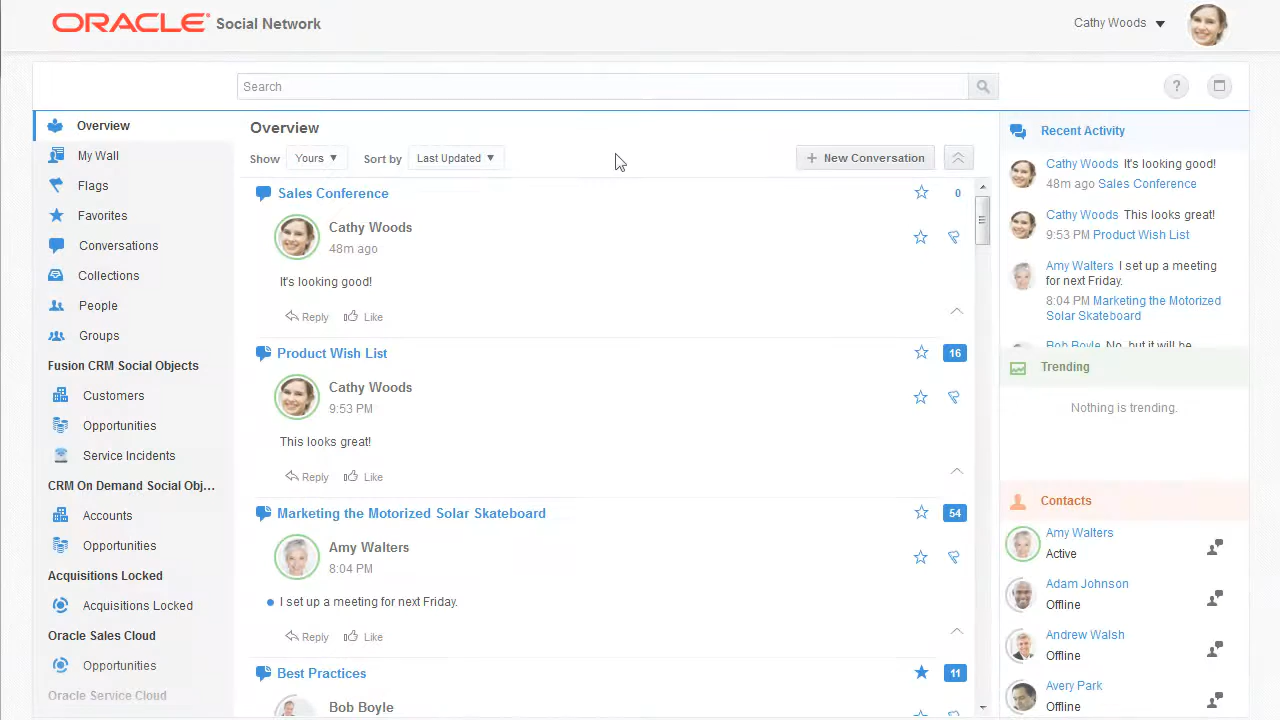 ORACLE Social Network
Cathy Woods
Search
?
Overview
My Wall
Flags
Favorites
Conversations
Collections
People
Groups
Fusion CRM Social Objects
Customers
Opportunities
Service Incidents
CRM On Demand Social Obj...
Accounts
Opportunities
Acquisitions Locked
Acquisitions Locked
Oracle Sales Cloud
Opportunities
Oracle Service Cloud
Overview
Show Yours Sort by Last Updated + New Conversation
Sales Conference 0
Cathy Woods
48m ago
It's looking good!
Reply Like
Product Wish List 16
Cathy Woods
9:53 PM
This looks great!
Reply Like
Marketing the Motorized Solar Skateboard 54
Amy Walters
8:04 PM
I set up a meeting for next Friday.
Reply Like
Best Practices 11
Bob Boyle
Recent Activity
Cathy Woods It's looking good!
48m ago Sales Conference
Cathy Woods This looks great!
9:53 PM Product Wish List
Amy Walters I set up a meeting
for next Friday.
8:04 PM Marketing the Motorized
Solar Skateboard
Bob Boyle No, but it will be
Trending
Nothing is trending.
Contacts
Amy Walters
Active
Adam Johnson
Offline
Andrew Walsh
Offline
Avery Park
Offline